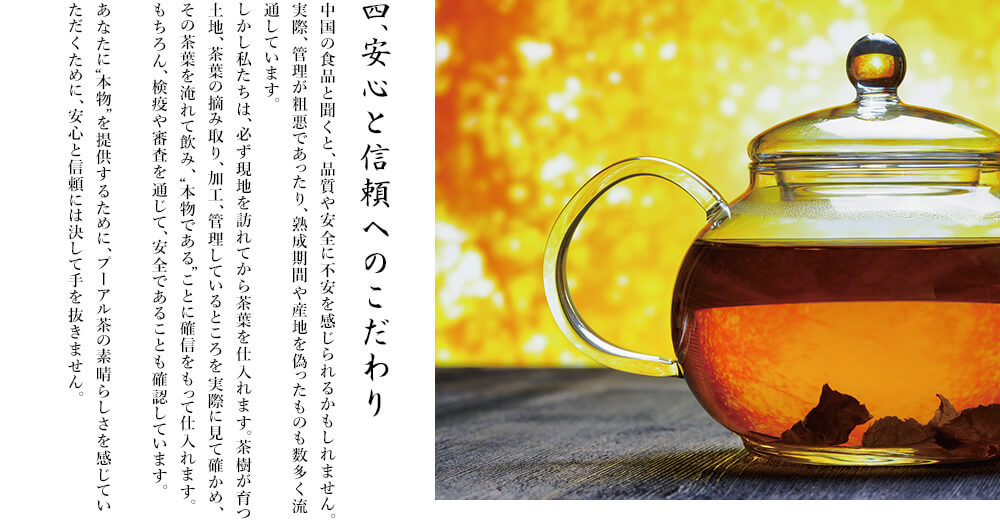 四、安心と信頼へのこだわり
中国の食品と聞くと、品質や安全に不安を感じられるかもしれません。
実際、管理が粗悪であったり、熟成期間や産地を偽ったものも数多く流
通しています。
しかし私たちは、必ず現地を訪れてから茶葉を仕入れます。茶樹が育つ
土地、茶葉の摘み取り、加工、管理しているところを実際に見て確かめ、
その茶葉を淹れて飲み、“本物である”ことに確信をもって仕入れます。
もちろん、検疫や審査を通じて、安全であることも確認しています。
あなたに“本物”を提供するために、プーアル茶の素晴らしさを感じてい
ただくために、安心と信頼には決して手を抜きません。